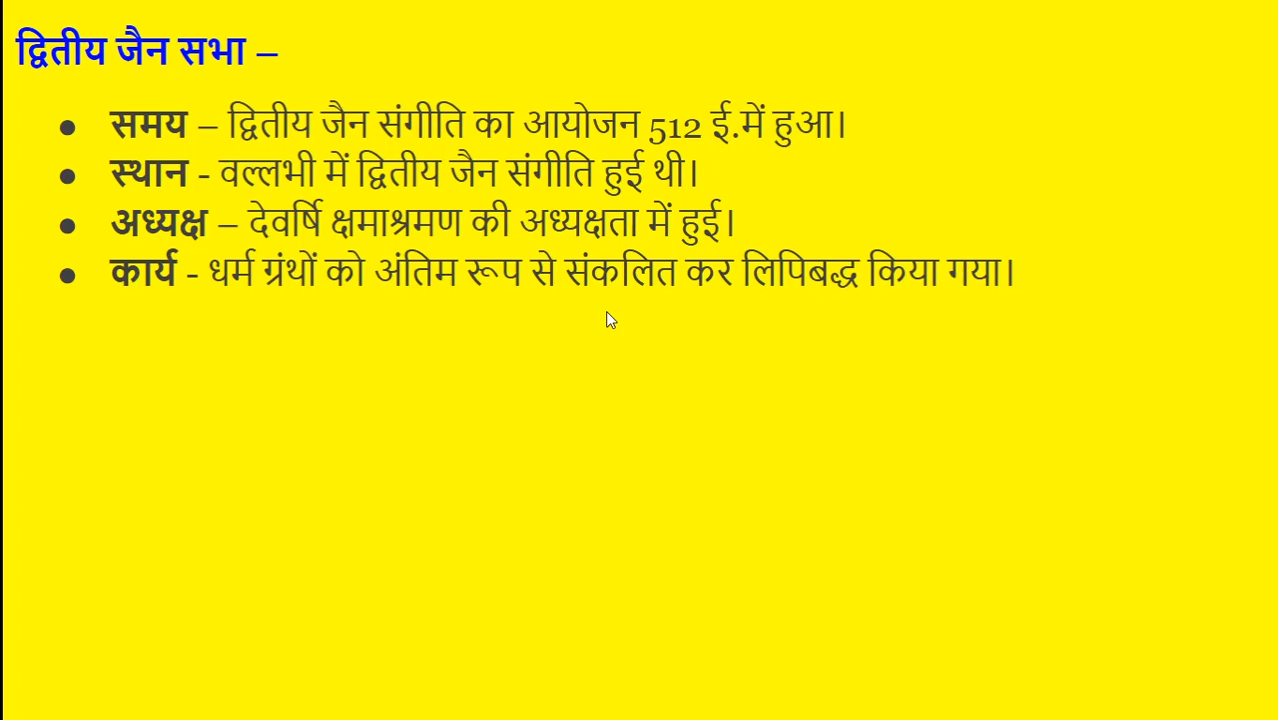 द्वितीय जैन सभा –
● समय – द्वितीय जैन संगीति का आयोजन 512 ई.में हुआ।
● स्थान - वल्लभी में द्वितीय जैन संगीति हुई थी।
● अध्यक्ष – देवर्षि क्षमाश्रमण की अध्यक्षता में हुई।
● कार्य - धर्म ग्रंथों को अंतिम रूप से संकलित कर लिपिबद्ध किया गया।